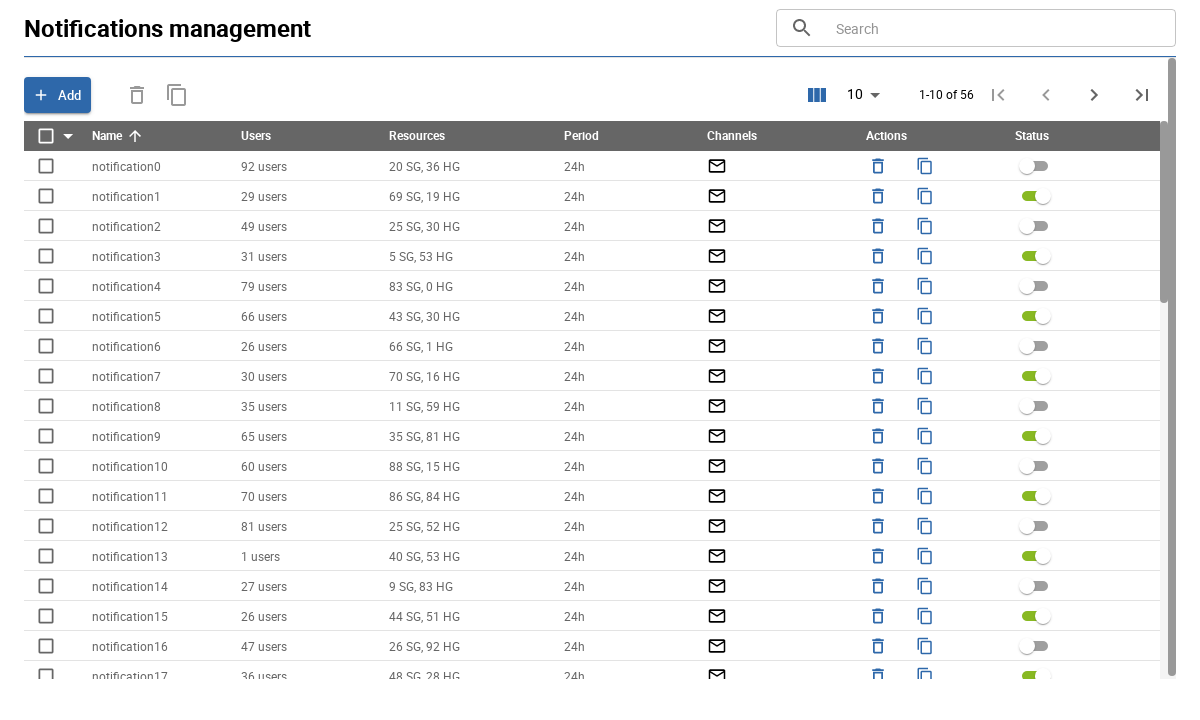 Notifications management
Search
Add
10
1-10 of 56
Name Users Resources Period Channels Actions Status
notification0 92 users 20 SG, 36 HG 24h
notification1 29 users 69 SG, 19 HG 24h
notification2 49 users 25 SG, 30 HG 24h
notification3 31 users 5 SG, 53 HG 24h
notification4 79 users 83 SG, 0 HG 24h
notification5 66 users 43 SG, 30 HG 24h
notification6 26 users 66 SG, 1 HG 24h
notification7 30 users 70 SG, 16 HG 24h
notification8 35 users 11 SG, 59 HG 24h
notification9 65 users 35 SG, 81 HG 24h
notification10 60 users 88 SG, 15 HG 24h
notification11 70 users 86 SG, 84 HG 24h
notification12 81 users 25 SG, 52 HG 24h
notification13 1 users 40 SG, 53 HG 24h
notification14 27 users 9 SG, 83 HG 24h
notification15 26 users 44 SG, 51 HG 24h
notification16 47 users 26 SG, 92 HG 24h
notification17 36 users 48 SG, 28 HG 24h